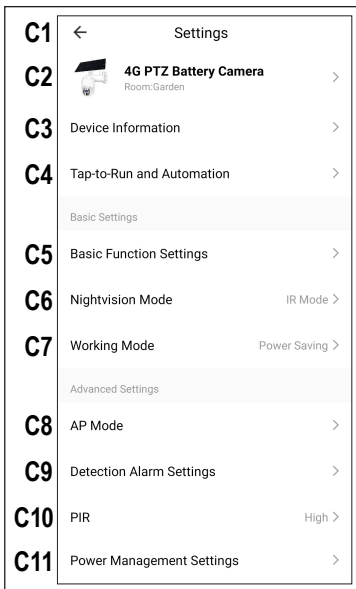 C1 Settings
C2 4G PTZ Battery Camera
Room:Garden
C3 Device Information
C4 Tap-to-Run and Automation
Basic Settings
C5 Basic Function Settings
C6 Nightvision Mode IR Mode
C7 Working Mode Power Saving
Advanced Settings
C8 AP Mode
C9 Detection Alarm Settings
C10 PIR High
C11 Power Management Settings